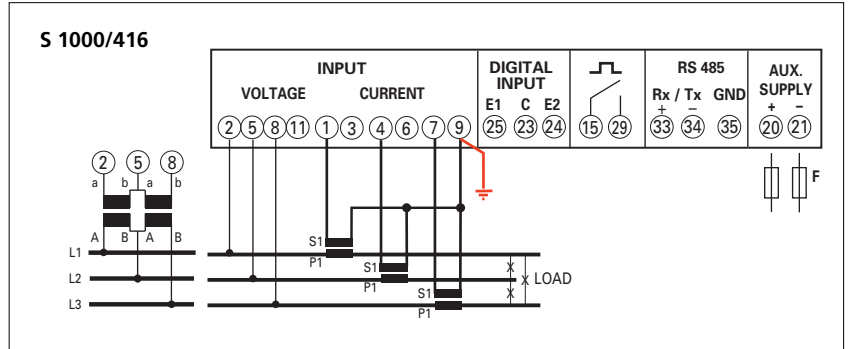 S 1000/416
INPUT
VOLTAGE CURRENT
DIGITAL
INPUT
E1 C E2
RS 485
Rx / Tx GND
+ −
AUX.
SUPPLY
+ −
2 5 8 11 1 3 4 6 7 9 25 23 24 15 29 33 34 35 20 21
F
2 5 8
a b a b
A B A B
L1
L2
L3
S1
P1
S1
P1
S1
P1
X
X X LOAD
X